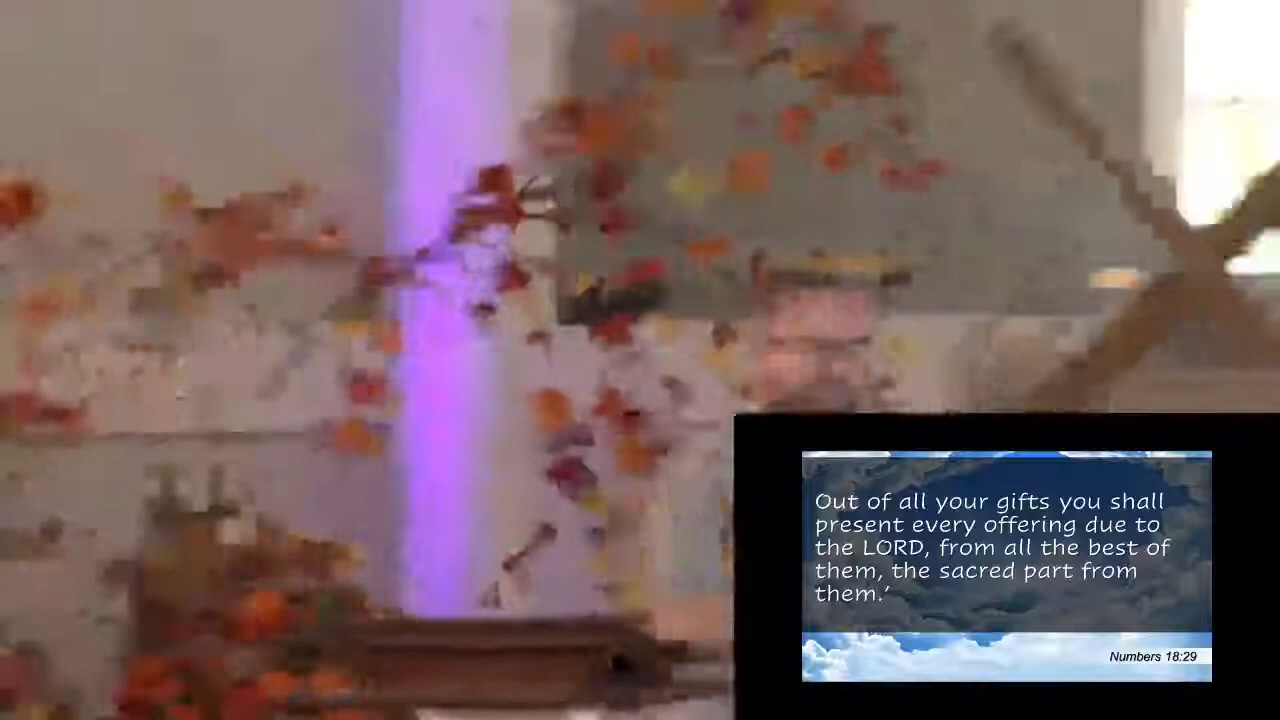 Out of all your gifts you shall
present every offering due to
the LORD, from all the best of
them, the sacred part from
them.’
Numbers 18:29